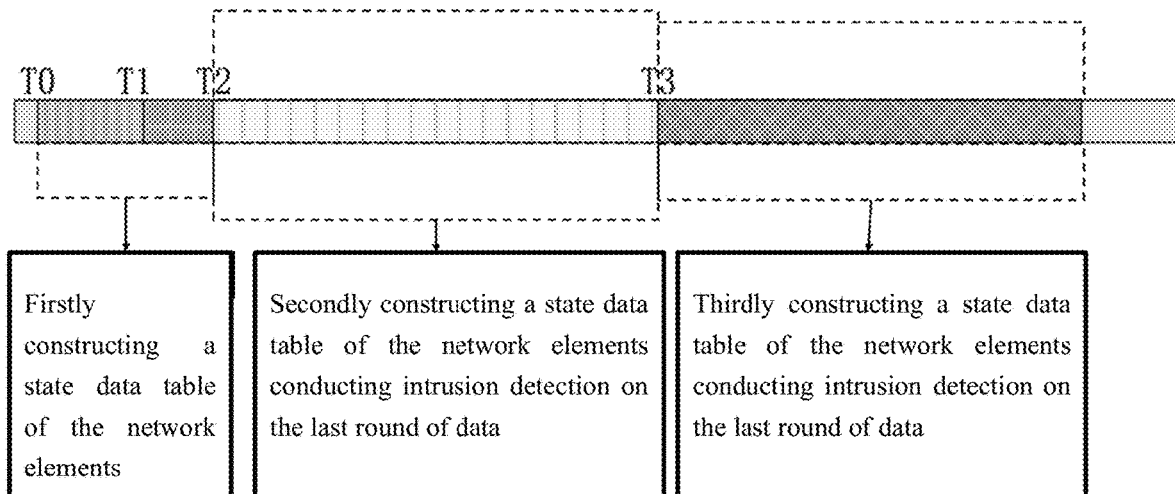 T0 T1 T2 T3
Firstly
constructing a
state data table
of the network
elements
Secondly constructing a state data
table of the network elements
conducting intrusion detection on
the last round of data
Thirdly constructing a state data
table of the network elements
conducting intrusion detection on
the last round of data